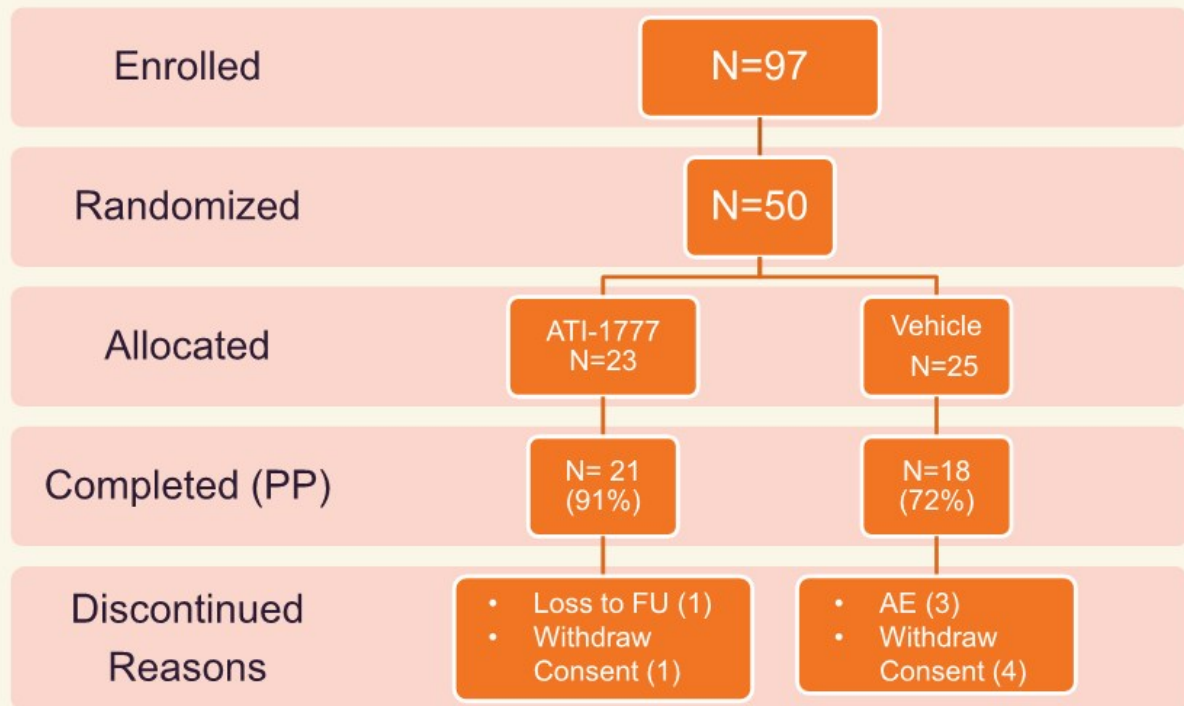 Enrolled
N=97
Randomized
N=50
Allocated
ATI-1777
N=23
Vehicle
N=25
Completed (PP)
N= 21
(91%)
N=18
(72%)
Discontinued
Reasons
• Loss to FU (1)
• Withdraw
Consent (1)
• AE (3)
• Withdraw
Consent (4)